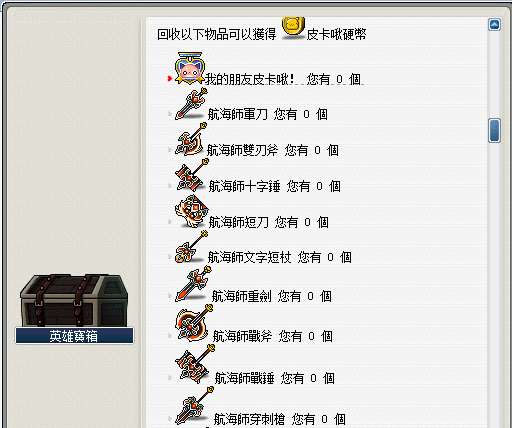 回收以下物品可以獲得 皮卡啾硬幣
我的朋友皮卡啾! 您有 0 個
航海師軍刀 您有 0 個
航海師雙刃斧 您有 0 個
航海師十字錘 您有 0 個
航海師短刀 您有 0 個
航海師文字短杖 您有 0 個
航海師重劍 您有 0 個
航海師戰斧 您有 0 個
航海師戰錘 您有 0 個
航海師穿刺槍 您有 0 個
英雄寶箱